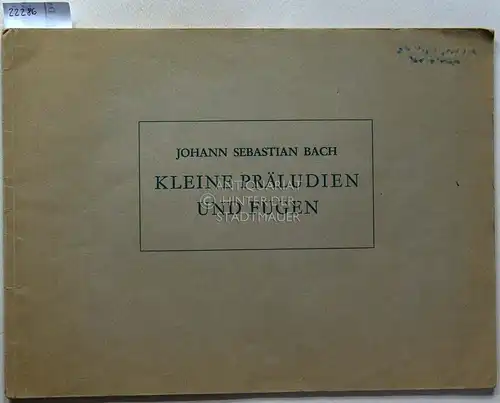 22286 B
JOHANN SEBASTIAN BACH
KLEINE PRÄLUDIEN
UND FUGEN
ANTIQUARIAT
HINTER DER
STADTMAUER